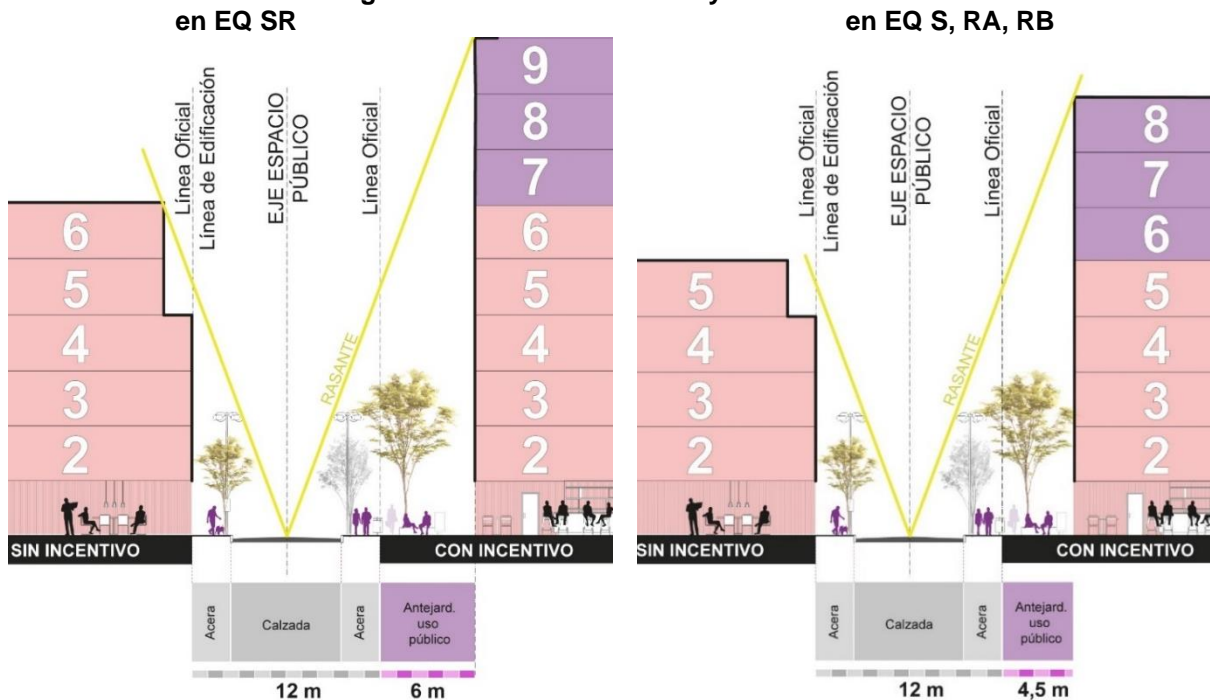 en EQ SR
Línea Oficial
Línea de Edificación
EJE ESPACIO
PÚBLICO
Línea Oficial
RASANTE
6
5
4
3
2
9
8
7
6
5
4
3
2
SIN INCENTIVO
CON INCENTIVO
Acera
Calzada
Acera
Antejard.
uso
público
12 m
6 m
en EQ S, RA, RB
Línea Oficial
Línea de Edificación
EJE ESPACIO
PÚBLICO
Línea Oficial
RASANTE
5
4
3
2
8
7
6
5
4
3
2
SIN INCENTIVO
CON INCENTIVO
Acera
Calzada
Acera
Antejard.
uso
público
12 m
4,5 m